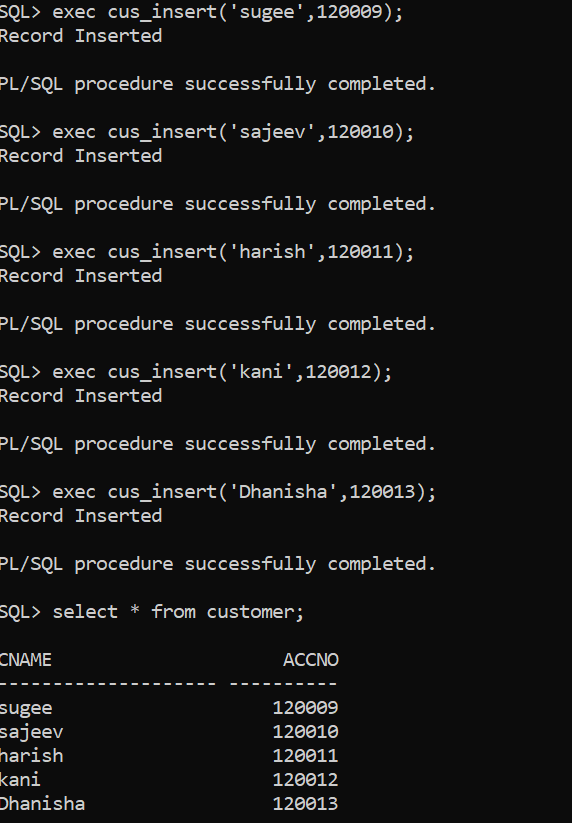 SQL> exec cus_insert('sugee',120009);
Record Inserted
PL/SQL procedure successfully completed.
SQL> exec cus_insert('sajeev',120010);
Record Inserted
PL/SQL procedure successfully completed.
SQL> exec cus_insert('harish',120011);
Record Inserted
PL/SQL procedure successfully completed.
SQL> exec cus_insert('kani',120012);
Record Inserted
PL/SQL procedure successfully completed.
SQL> exec cus_insert('Dhanisha',120013);
Record Inserted
PL/SQL procedure successfully completed.
SQL> select * from customer;
CNAME                     ACCNO
-------------------- ----------
sugee                    120009
sajeev                   120010
harish                   120011
kani                     120012
Dhanisha                 120013